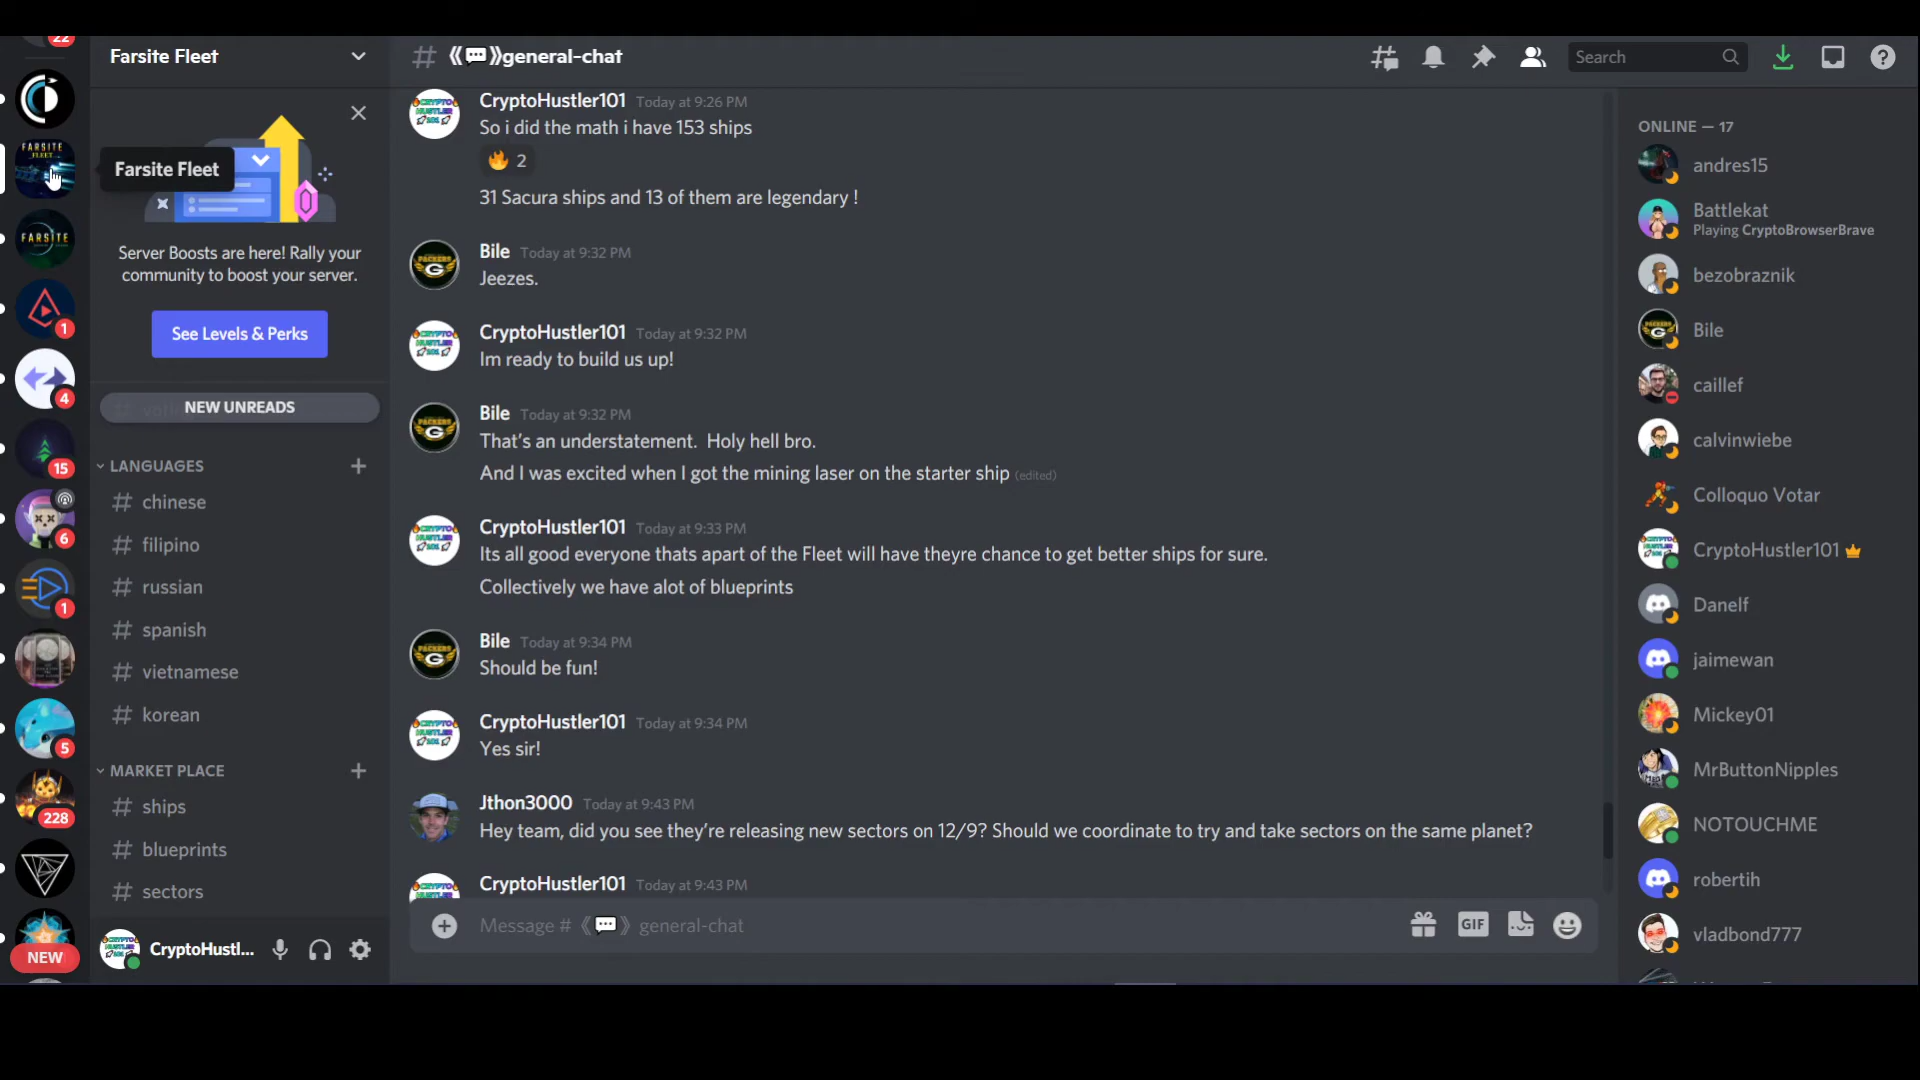 22
Farsite Fleet
《💬》general-chat
Search
FARSITE
FLEET
Farsite Fleet
Server Boosts are here! Rally your
community to boost your server.
See Levels & Perks
NEW UNREADS
LANGUAGES
chinese
filipino
russian
spanish
vietnamese
korean
MARKET PLACE
ships
blueprints
sectors
CryptoHustl...
FARSITE
1
4
15
6
1
5
228
NEW
CryptoHustler101 Today at 9:26 PM
So i did the math i have 153 ships
🔥 2
31 Sacura ships and 13 of them are legendary !
Bile Today at 9:32 PM
Jeezes.
CryptoHustler101 Today at 9:32 PM
Im ready to build us up!
Bile Today at 9:32 PM
That's an understatement. Holy hell bro.
And I was excited when I got the mining laser on the starter ship (edited)
CryptoHustler101 Today at 9:33 PM
Its all good everyone thats apart of the Fleet will have theyre chance to get better ships for sure.
Collectively we have alot of blueprints
Bile Today at 9:34 PM
Should be fun!
CryptoHustler101 Today at 9:34 PM
Yes sir!
Jthon3000 Today at 9:43 PM
Hey team, did you see they're releasing new sectors on 12/9? Should we coordinate to try and take sectors on the same planet?
CryptoHustler101 Today at 9:43 PM
Message #《💬》general-chat
GIF
ONLINE — 17
andres15
Battlekat
Playing CryptoBrowserBrave
bezobraznik
Bile
caillef
calvinwiebe
Colloquo Votar
CryptoHustler101
Danelf
jaimewan
Mickey01
MrButtonNipples
NOTOUCHME
robertih
vladbond777